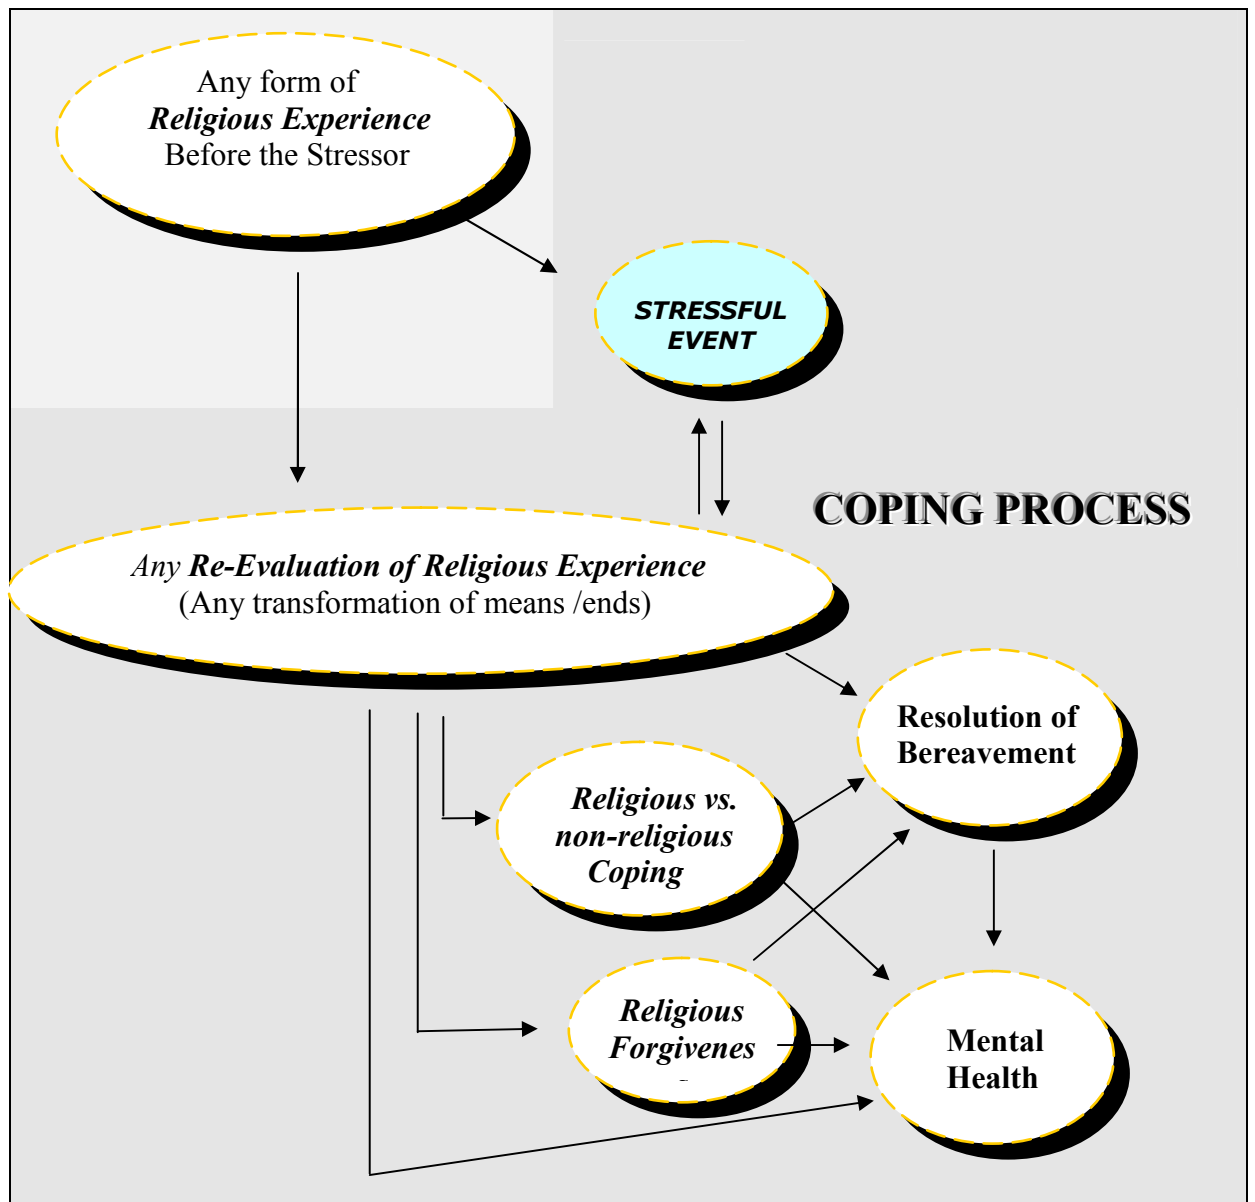 Any form of
Religious Experience
Before the Stressor
STRESSFUL
EVENT
COPING PROCESS
Any Re-Evaluation of Religious Experience
(Any transformation of means /ends)
Resolution of
Bereavement
Religious vs.
non-religious
Coping
Religious
Forgivenes
Mental
Health